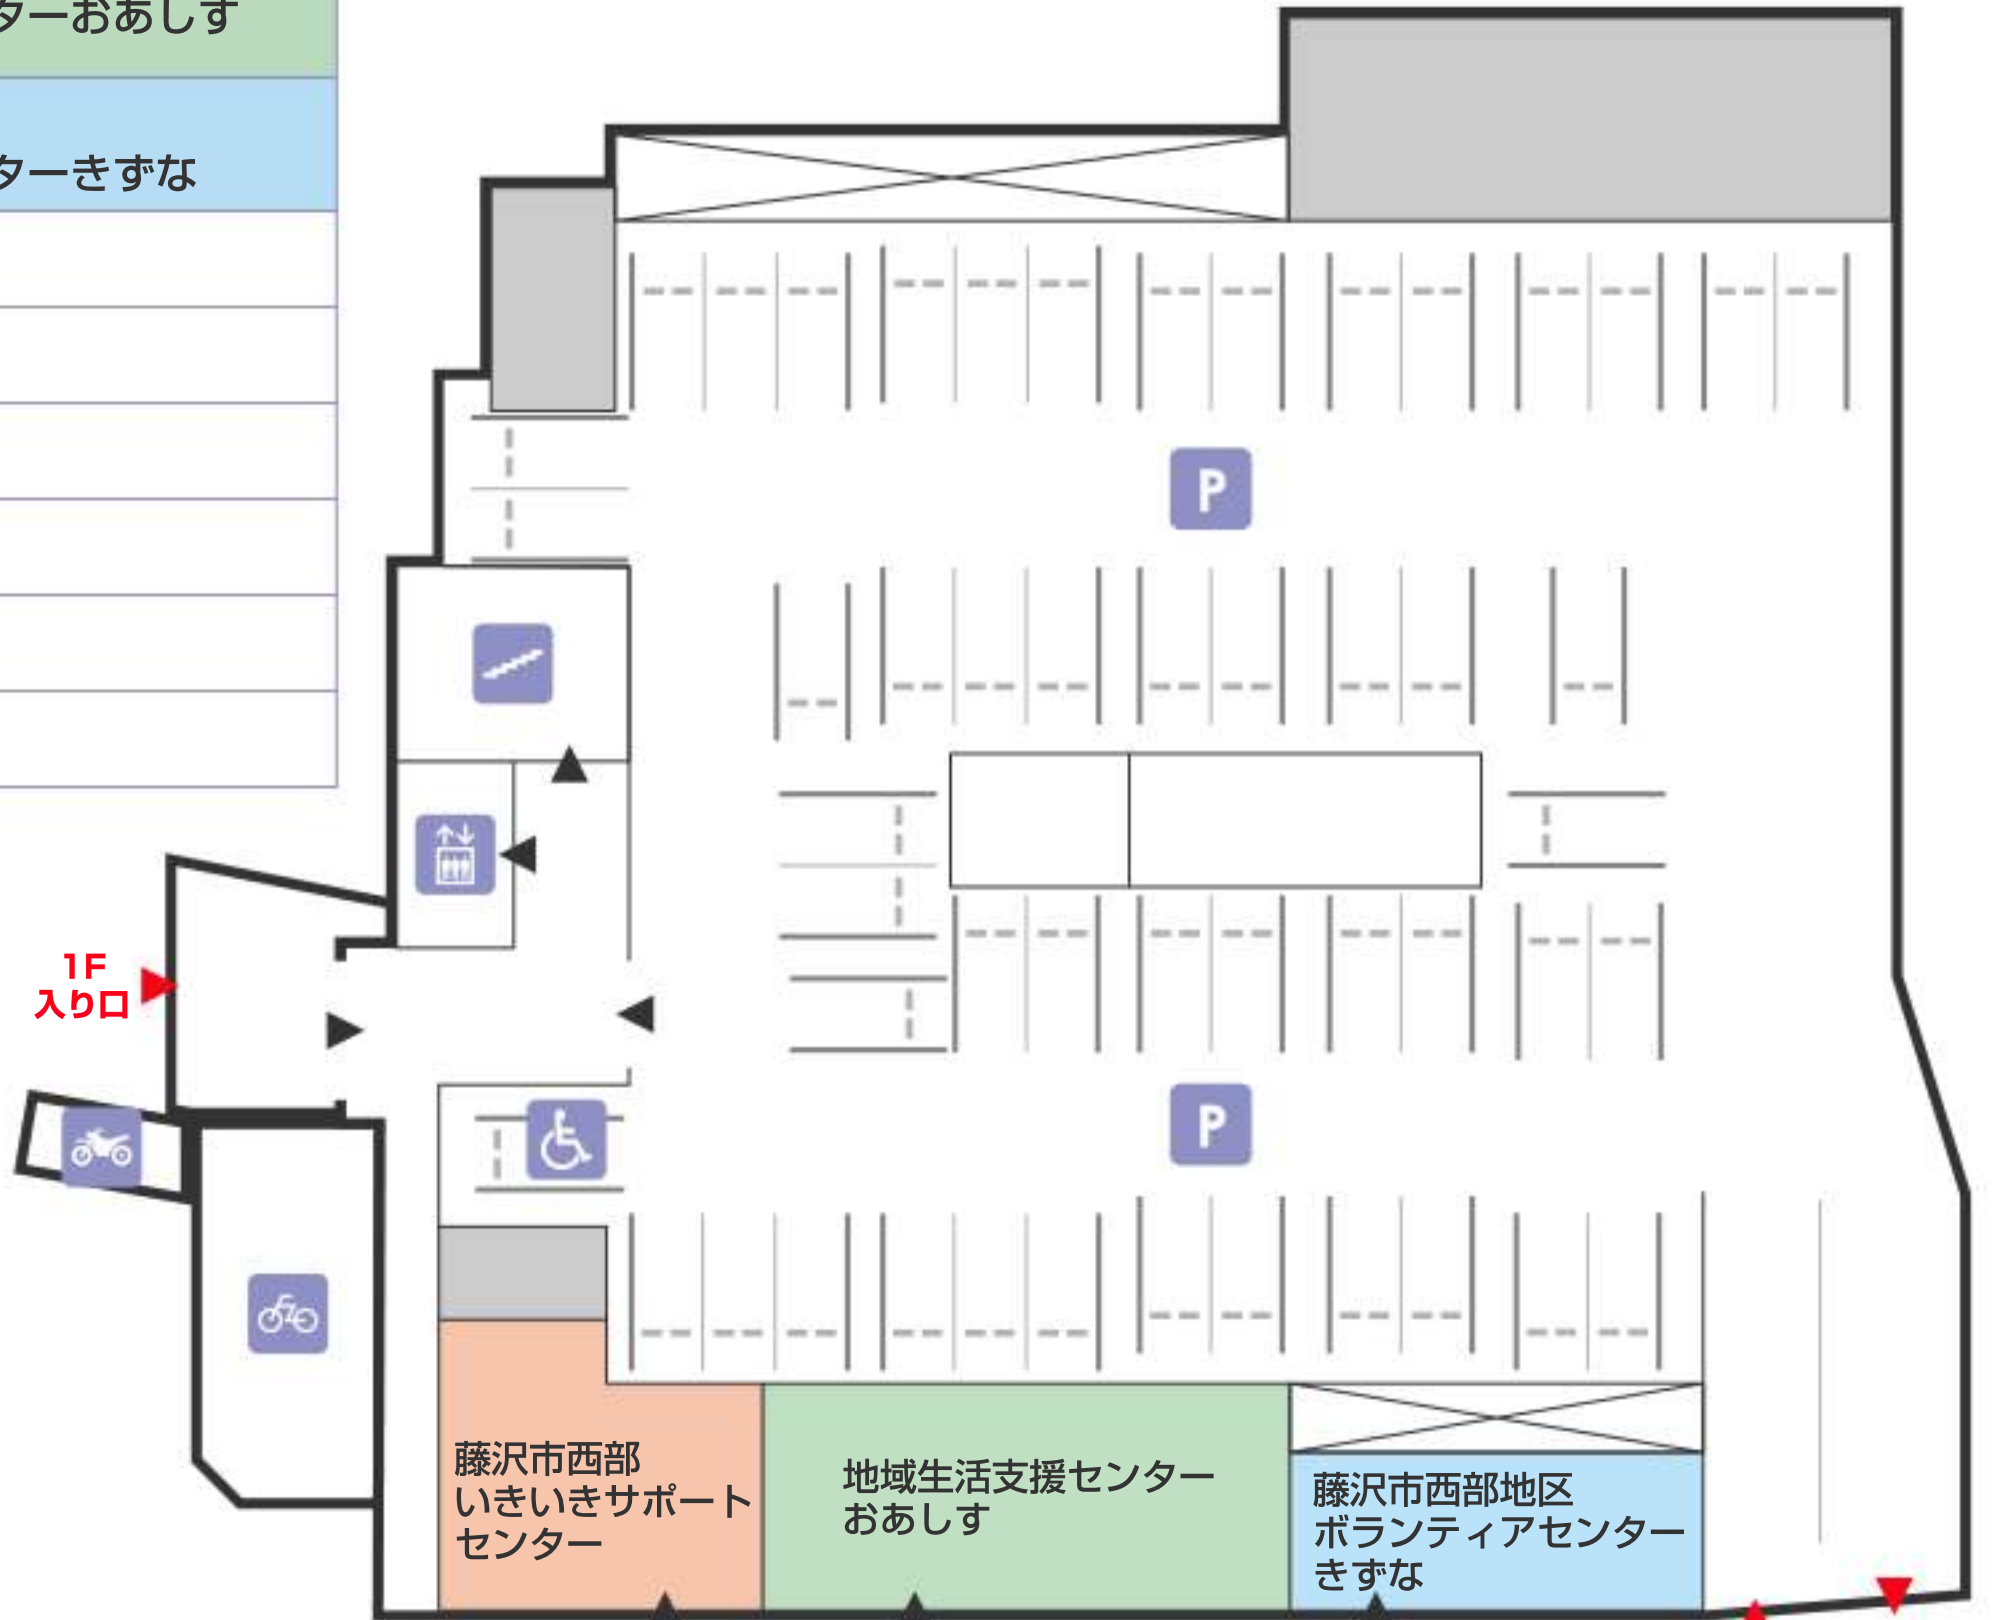 ターおあしす
ターきずな
P
1F
入り口
P
藤沢市西部
いきいきサポート
センター
地域生活支援センター
おあしす
藤沢市西部地区
ボランティアセンター
きずな